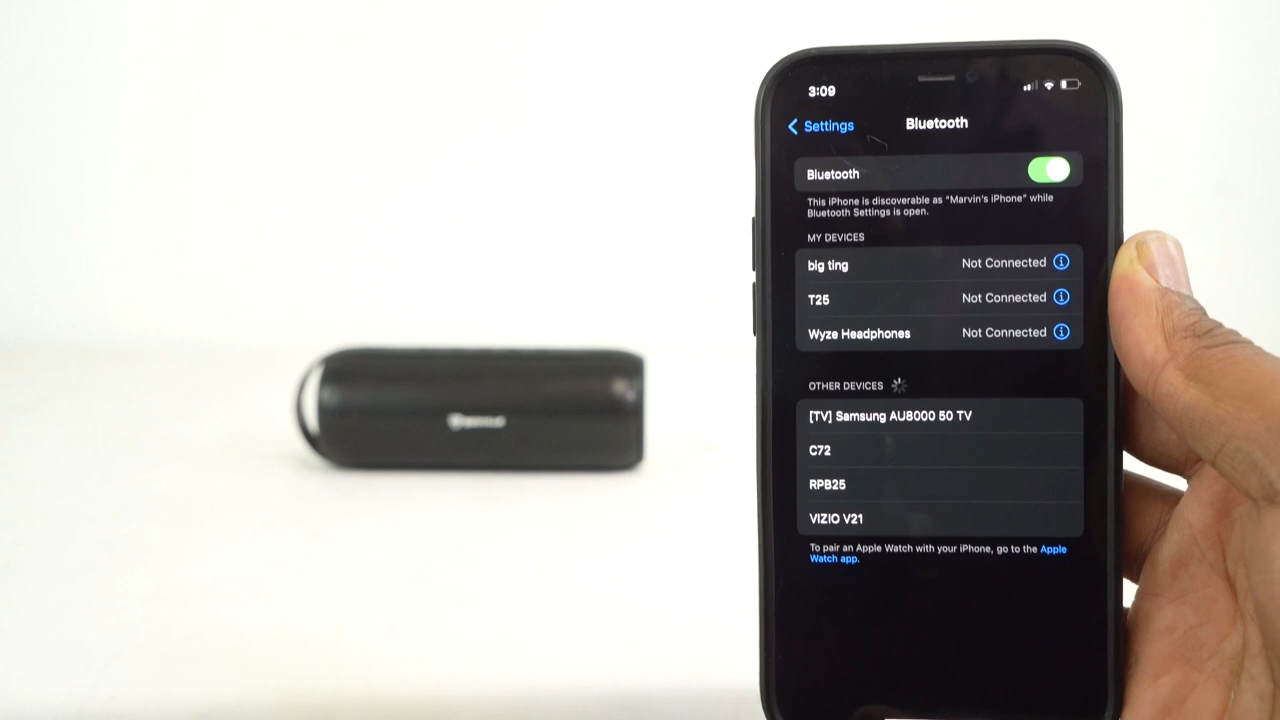 3:09
Settings
Bluetooth
Bluetooth
This iPhone is discoverable as “Marvin's iPhone” while
Bluetooth Settings is open.
MY DEVICES
big ting Not Connected
T25 Not Connected
Wyze Headphones Not Connected
OTHER DEVICES
[TV] Samsung AU8000 50 TV
C72
RPB25
VIZIO V21
To pair an Apple Watch with your iPhone, go to the Apple
Watch app.